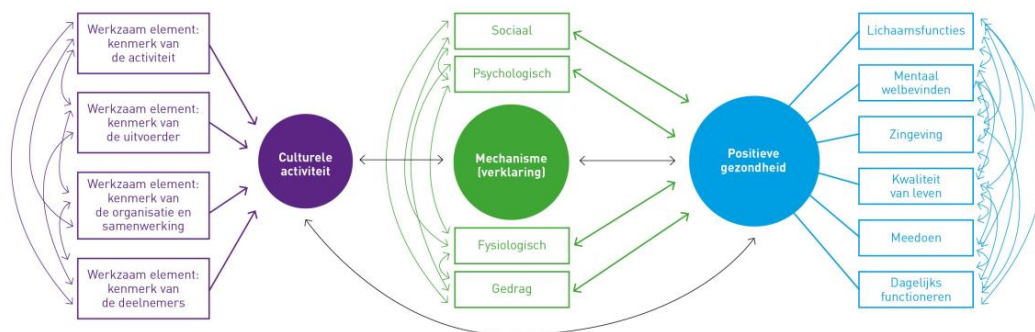 Werkzaam element:
kenmerk van
de activiteit
Werkzaam element:
kenmerk van
de uitvoerder
Werkzaam element:
kenmerk van
de organisatie en
samenwerking
Werkzaam element:
kenmerk van
de deelnemers
Culturele
activiteit
Sociaal
Psychologisch
Mechanisme
(verklaring)
Fysiologisch
Gedrag
Positieve
gezondheid
Lichaamsfuncties
Mentaal
welbevinden
Zingeving
Kwaliteit
van leven
Meedoen
Dagelijks
functioneren